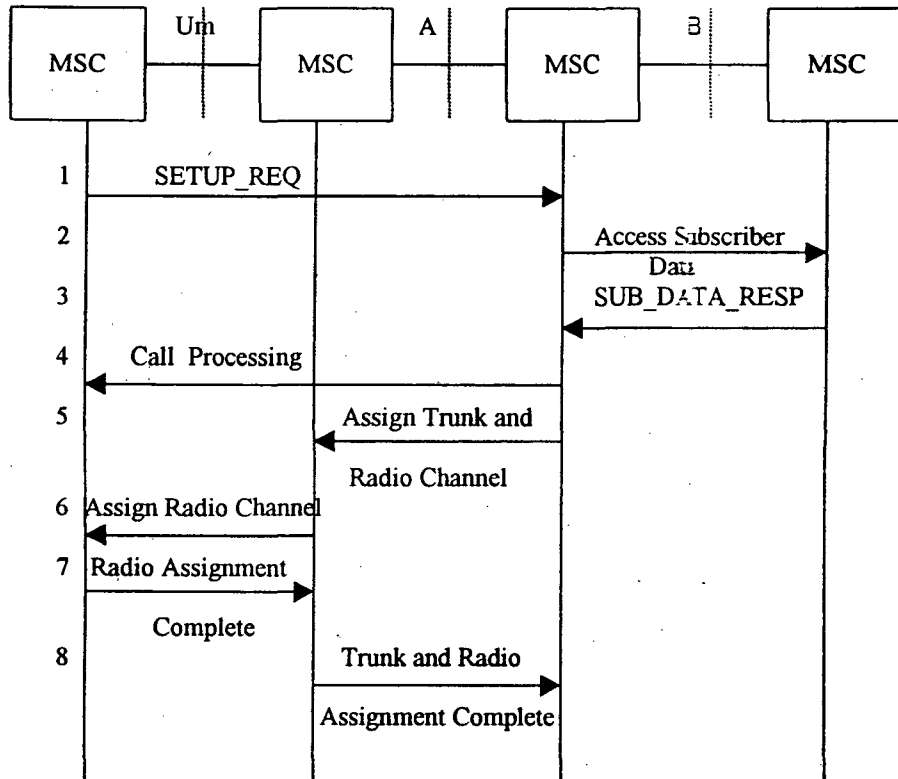 Um A B
MSC MSC MSC MSC
1 SETUP_REQ
2 Access Subscriber
Data
3 SUB_DATA_RESP
4 Call Processing
5 Assign Trunk and
Radio Channel
6 Assign Radio Channel
7 Radio Assignment
Complete
8 Trunk and Radio
Assignment Complete